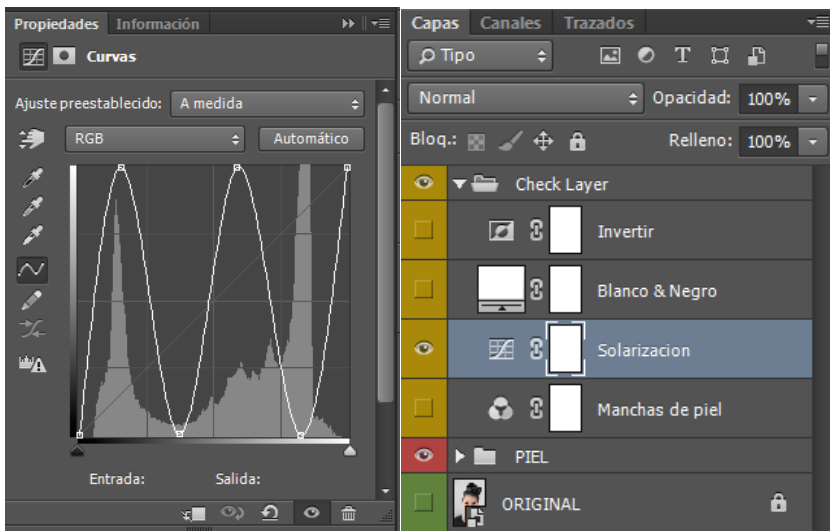 Propiedades Información
Curvas
Ajuste preestablecido: A medida
RGB Automático
Entrada: Salida:
Capas Canales Trazados
Tipo
Normal Opacidad: 100%
Bloq.: Relleno: 100%
Check Layer
Invertir
Blanco & Negro
Solarizacion
Manchas de piel
PIEL
ORIGINAL